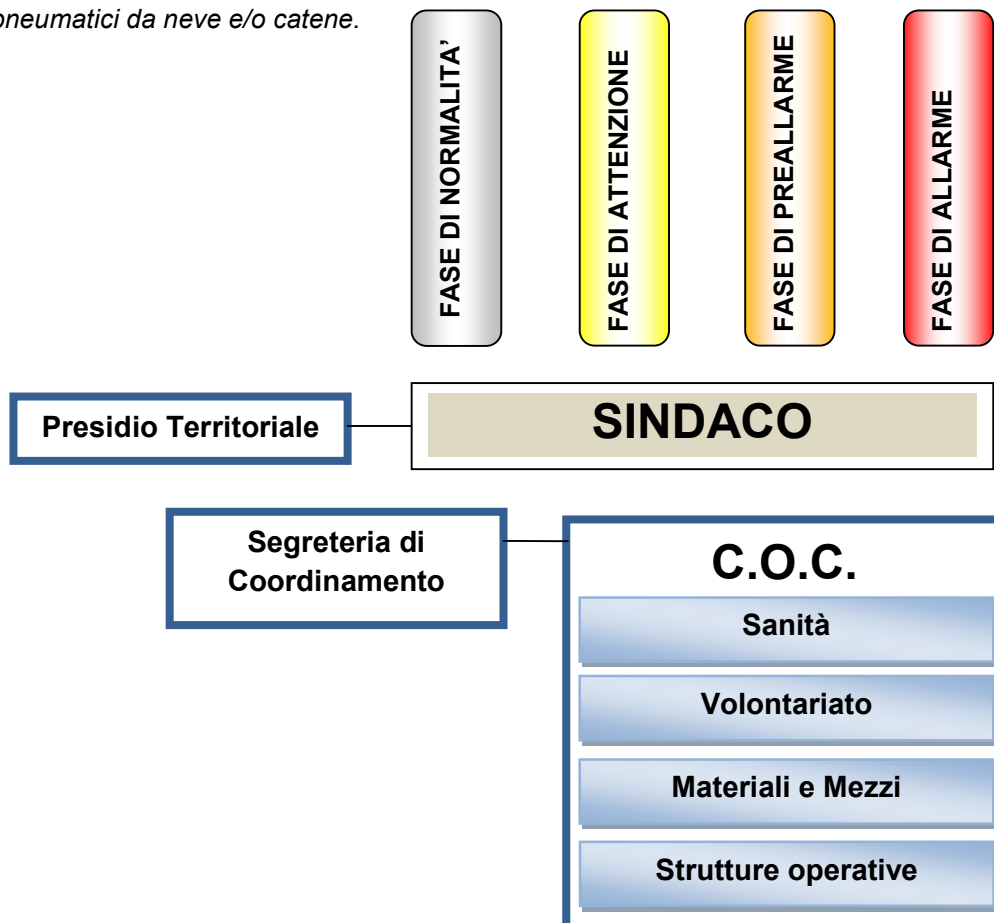 pneumatici da neve e/o catene.
FASE DI NORMALITA’
FASE DI ATTENZIONE
FASE DI PREALLARME
FASE DI ALLARME
Presidio Territoriale
SINDACO
Segreteria di
Coordinamento
C.O.C.
Sanità
Volontariato
Materiali e Mezzi
Strutture operative